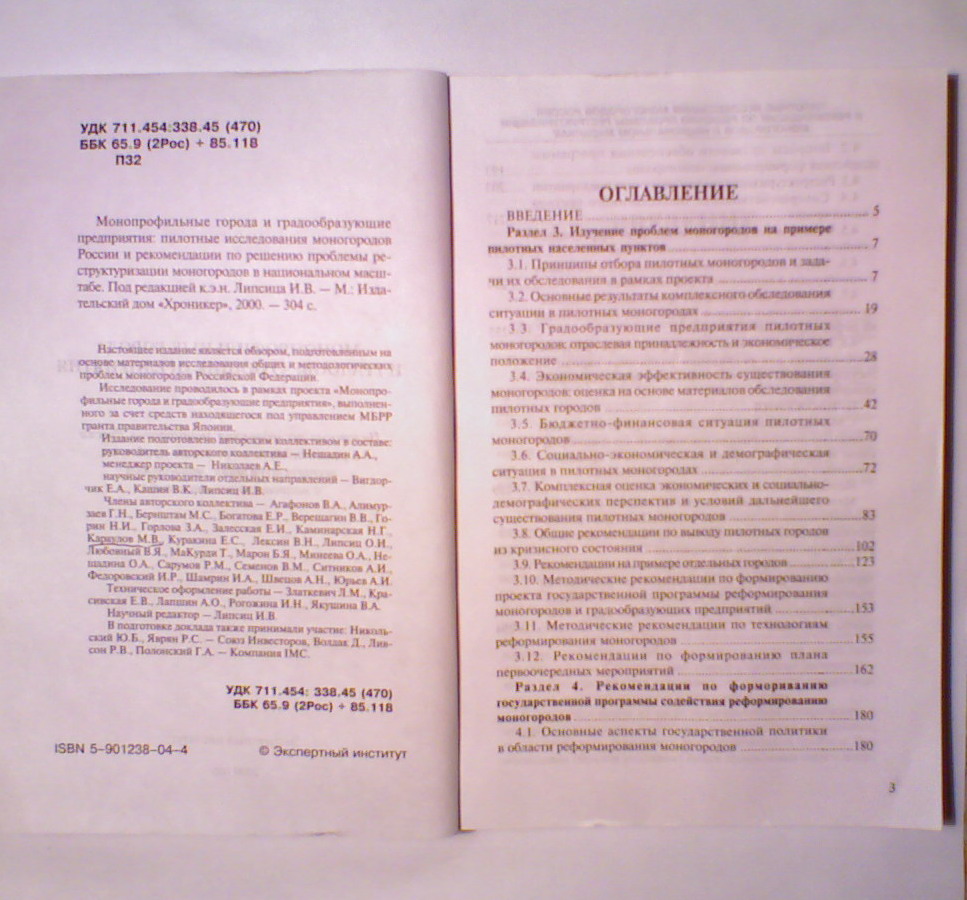 УДК 711.454:338.45 (470)
ББК 65.9 (2Рос) + 85.118
П32
Монопрофильные города и градообразующие
предприятия: пилотные исследования моногородов
России и рекомендации по решению проблемы ре-
структуризации моногородов в национальном масш-
табе. Под редакцией к.э.н. Липсица И.В. — М.: Изда-
тельский дом «Хроникер», 2000. — 304 с.
Настоящее издание является обзором, подготовленным на
основе материалов исследования общих и методологических
проблем моногородов Российской Федерации.
Исследование проводилось в рамках проекта «Монопро-
фильные города и градообразующие предприятия», выполнен-
ного за счет средств находящегося под управлением МБРР
гранта правительства Японии.
Издание подготовлено авторским коллективом в составе:
руководитель авторского коллектива — Нещадин А.А.,
менеджер проекта — Николаев А.Е.,
научные руководители отдельных направлений — Вигдор-
чик Е.А., Кашин В.К., Липсиц И.В.
Члены авторского коллектива — Агафонов В.А., Алимур-
заев Г.Н., Бернштам М.С., Богатова Е.Р., Верещагин В.В., Го-
рин Н.И., Горлова З.А., Залесская Е.И., Каминарская Н.Г.,
Карпулов М.В., Куракина Е.С., Лексин В.Н., Липсиц О.И.,
Любовный В.Я., МаКурди Т., Марон Б.Я., Минеева О.А., Не-
щадина О.А., Сарумов Р.М., Семенов В.М., Ситников А.И.,
Федоровский И.Р., Шамрин И.А., Швецов А.Н., Юрьев А.И.
Техническое оформление работы — Златкевич Л.М., Кра-
сивская Е.В., Лапшин А.О., Рогожина И.Н., Якушина В.А.
Научный редактор — Липсиц И.В.
В подготовке доклада также принимали участие: Николь-
ский Ю.Б., Яврян Р.С. — Союз Инвесторов, Волдак Д., Лив-
сон Р.В., Полонский Г.А. — Компания IMC.
УДК 711.454: 338.45 (470)
ББК 65.9 (2Рос) + 85.118
ISBN 5–901238–04–4
© Экспертный институт
ОГЛАВЛЕНИЕ
ВВЕДЕНИЕ 5
Раздел 3. Изучение проблем моногородов на примере
пилотных населенных пунктов 7
3.1. Принципы отбора пилотных моногородов и зада-
чи их обследования в рамках проекта 7
3.2. Основные результаты комплексного обследования
ситуации в пилотных моногородах 19
3.3. Градообразующие предприятия пилотных
моногородов: отраслевая принадлежность и экономическое
положение 28
3.4. Экономическая эффективность существования
моногородов: оценка на основе материалов обследования
пилотных городов 42
3.5. Бюджетно-финансовая ситуация пилотных
моногородов 70
3.6. Социально-экономическая и демографическая
ситуация в пилотных моногородах 72
3.7. Комплексная оценка экономических и социально-
демографических перспектив и условий дальнейшего
существования пилотных моногородов 83
3.8. Общие рекомендации по выводу пилотных городов
из кризисного состояния 102
3.9. Рекомендации на примере отдельных городов 123
3.10. Методические рекомендации по формированию
проекта государственной программы реформирования
моногородов и градообразующих предприятий 153
3.11. Методические рекомендации по технологиям
реформирования моногородов 155
3.12. Рекомендации по формированию плана
первоочередных мероприятий 162
Раздел 4. Рекомендации по формориванию
государственной программы содействия реформированию
моногородов 180
4.1. Основные аспекты государственной политики
в области реформирования моногородов 180
3